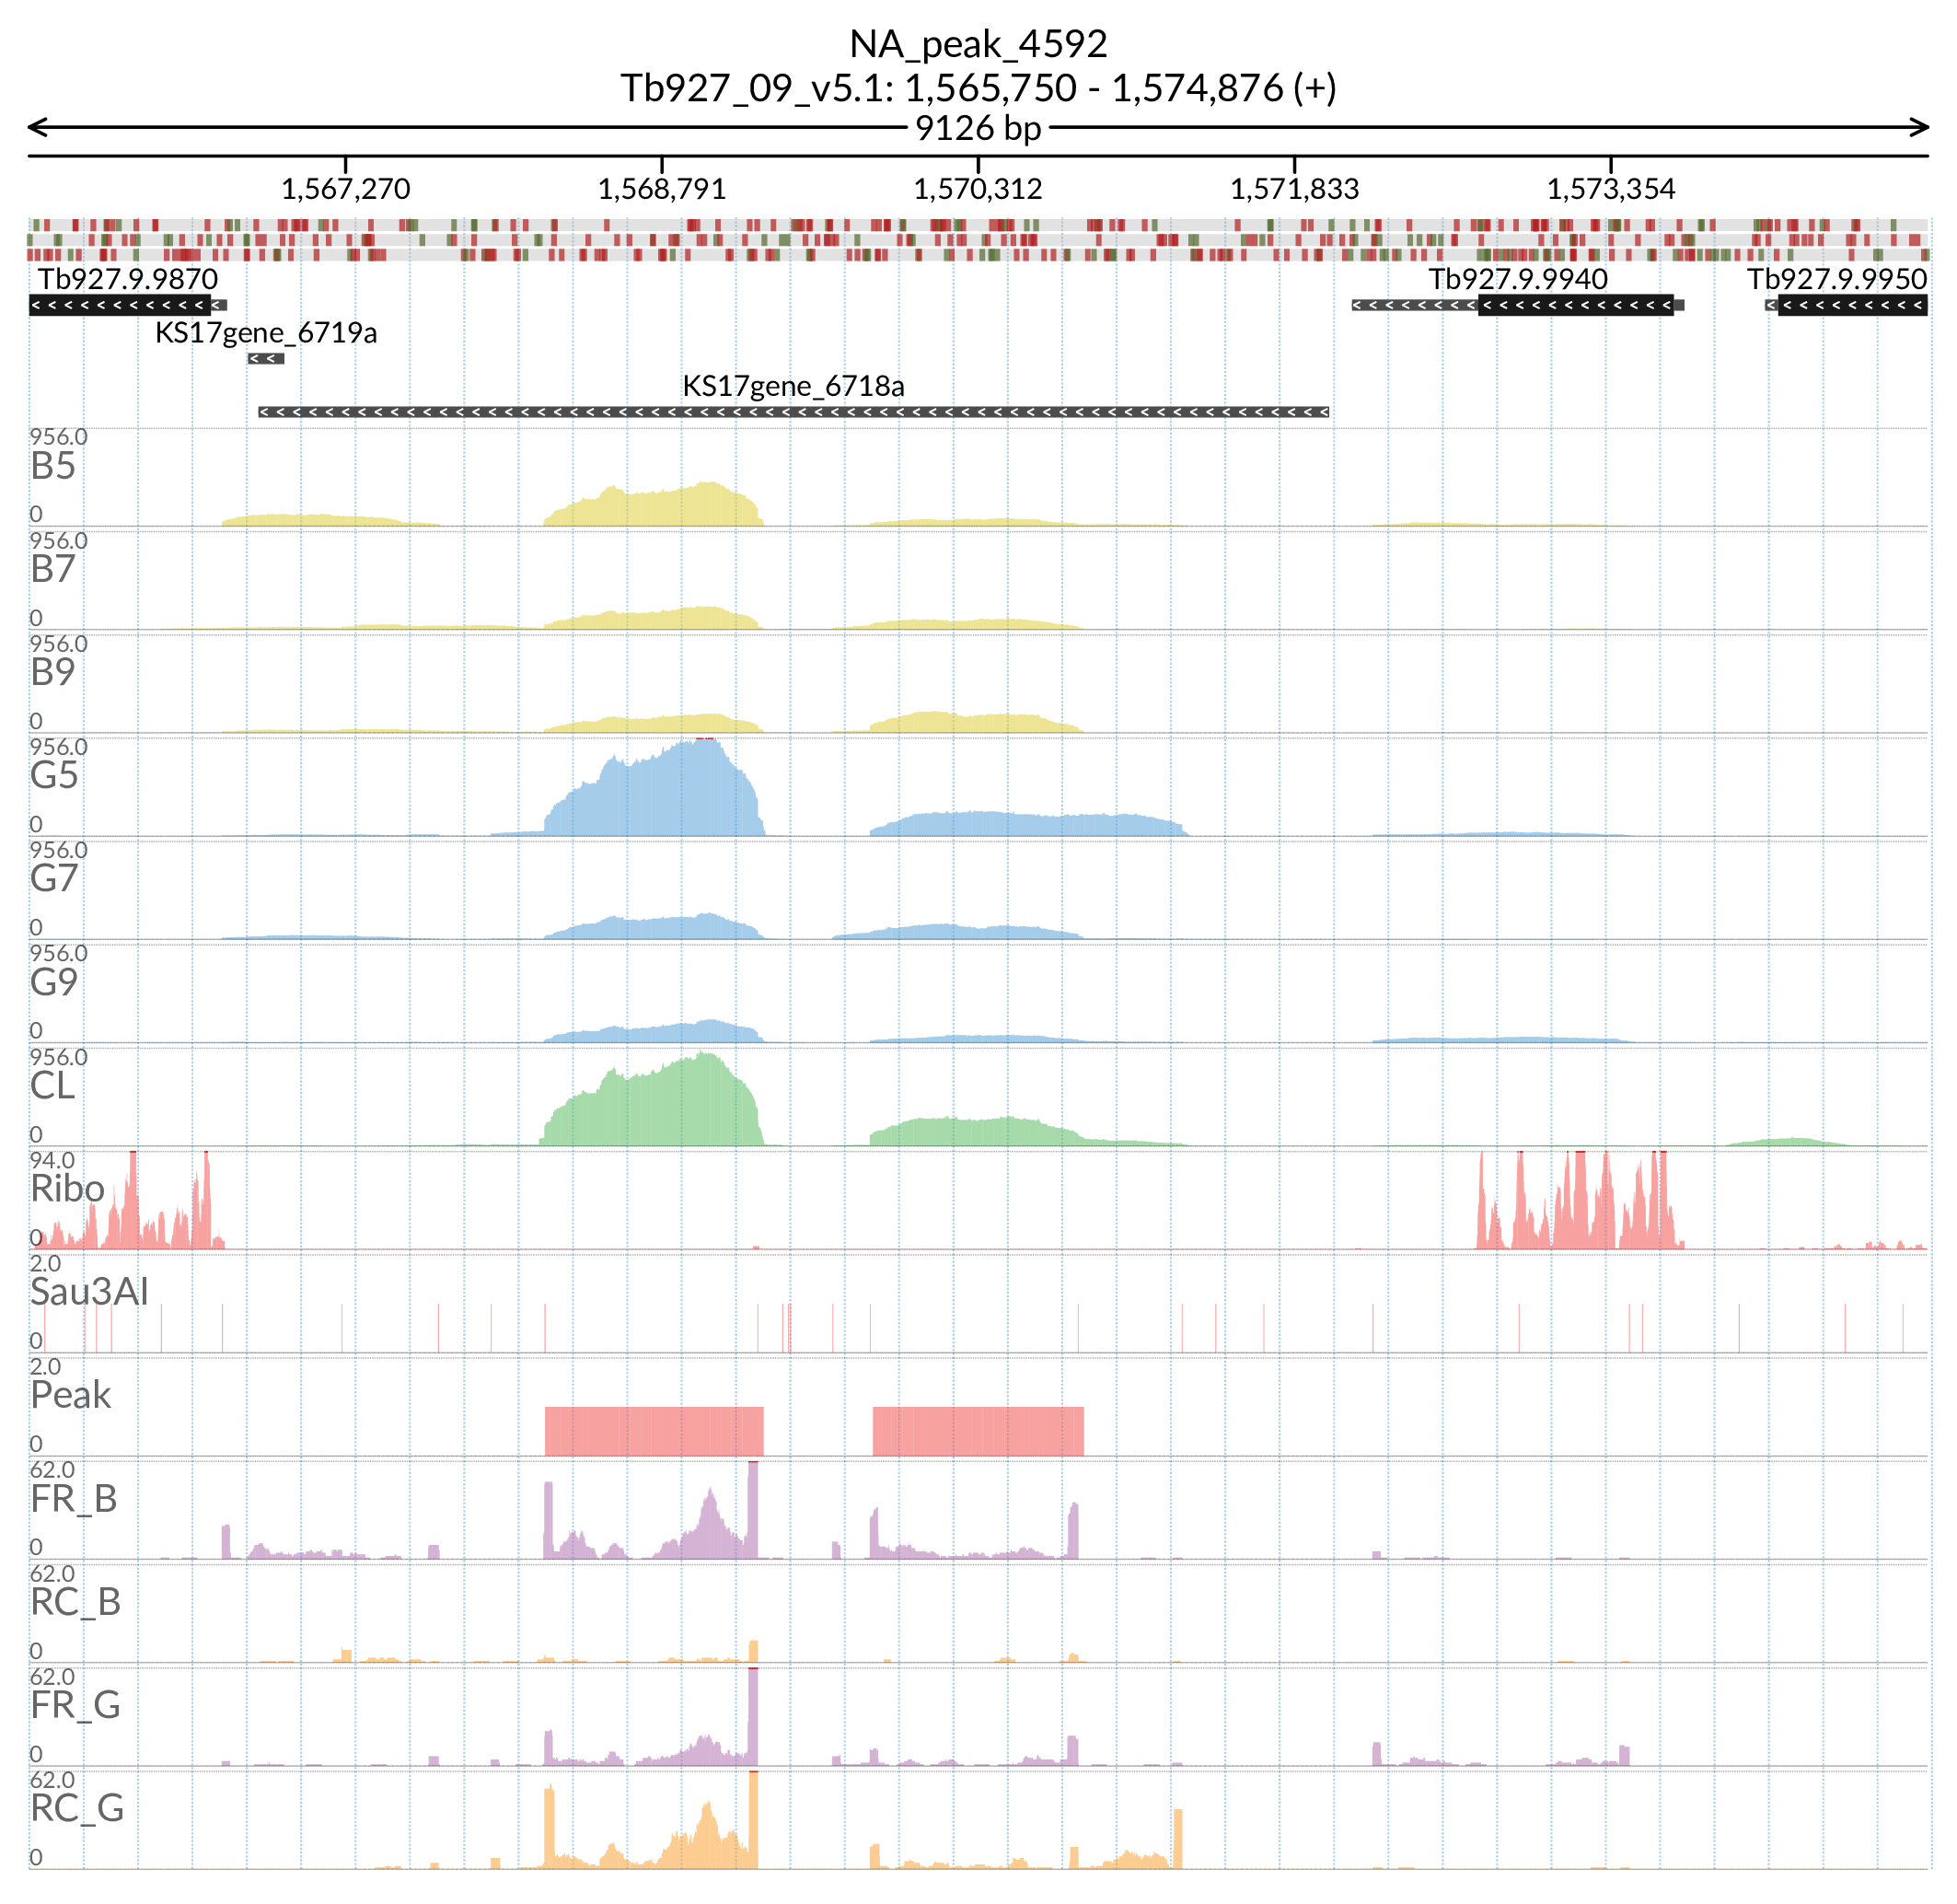 NA_peak_4592
Tb927_09_v5.1: 1,565,750 - 1,574,876 (+)
9126 bp
1,567,270 1,568,791 1,570,312 1,571,833 1,573,354
Tb927.9.9870 Tb927.9.9940 Tb927.9.9950
KS17gene_6719a
KS17gene_6718a
956.0
B5
0
956.0
B7
0
956.0
B9
0
956.0
G5
0
956.0
G7
0
956.0
G9
0
956.0
CL
0
94.0
Ribo
0
2.0
Sau3AI
0
2.0
Peak
0
62.0
FR_B
0
62.0
RC_B
0
62.0
FR_G
0
62.0
RC_G
0